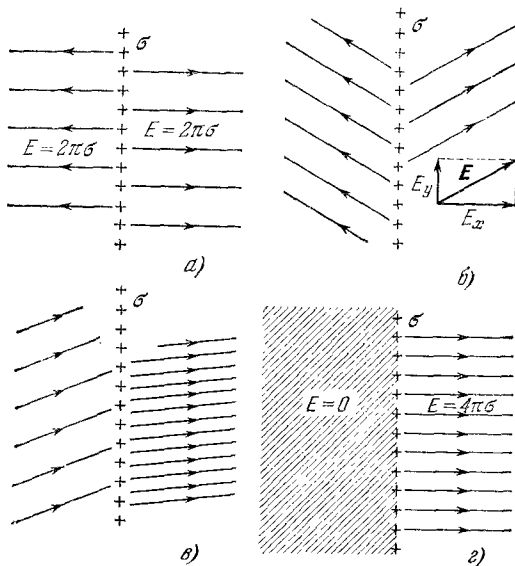 σ
E = 2πσ
E = 2πσ
а)
σ
E_y
E
E_x
б)
σ
в)
σ
E = 0
E = 4πσ
г)